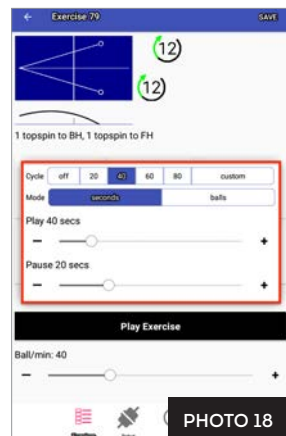 ← Exercise 79 SAVE
12
12
1 topspin to BH, 1 topspin to FH
Cycle off 20 40 60 80 custom
Mode seconds balls
Play 40 secs
− +
Pause 20 secs
− +
Play Exercise
Ball/min: 40
− +
PHOTO 18